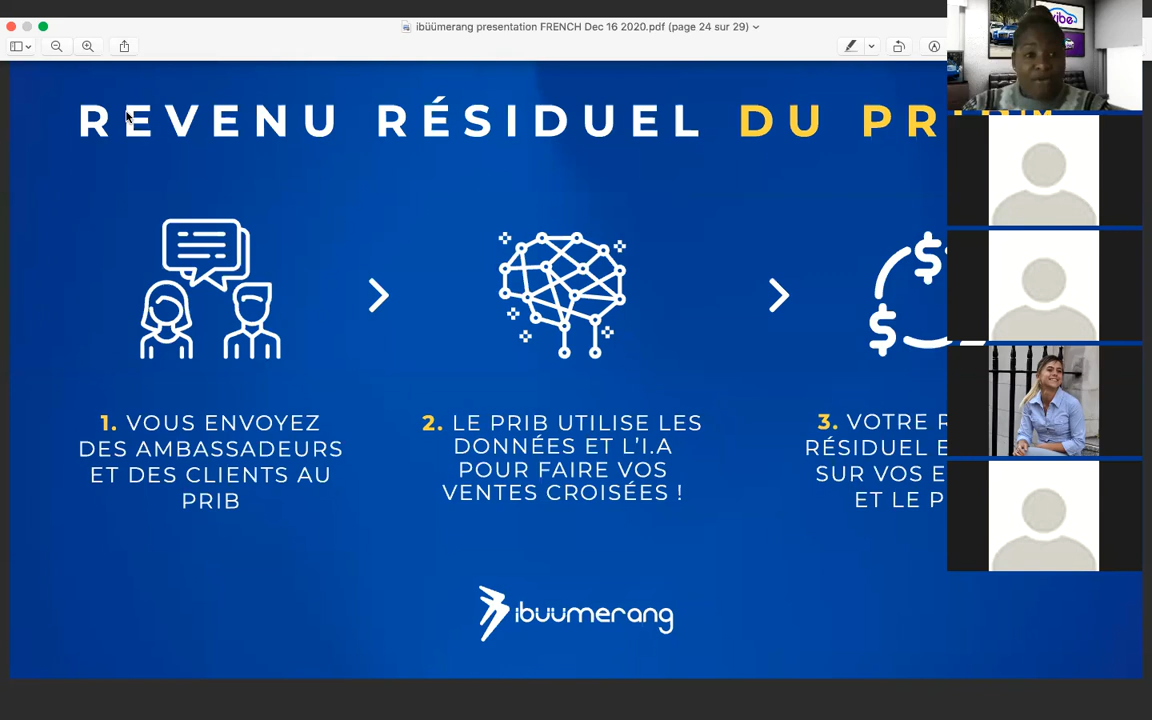 ibüümerang presentation FRENCH Dec 16 2020.pdf (page 24 sur 29)
REVENU RÉSIDUEL DU PR
1. VOUS ENVOYEZ
DES AMBASSADEURS
ET DES CLIENTS AU
PRIB
2. LE PRIB UTILISE LES
DONNÉES ET L'I.A
POUR FAIRE VOS
VENTES CROISÉES !
3. VOTRE
RÉSIDUEL
SUR VOS
ET LE
ibuumerang
xibe